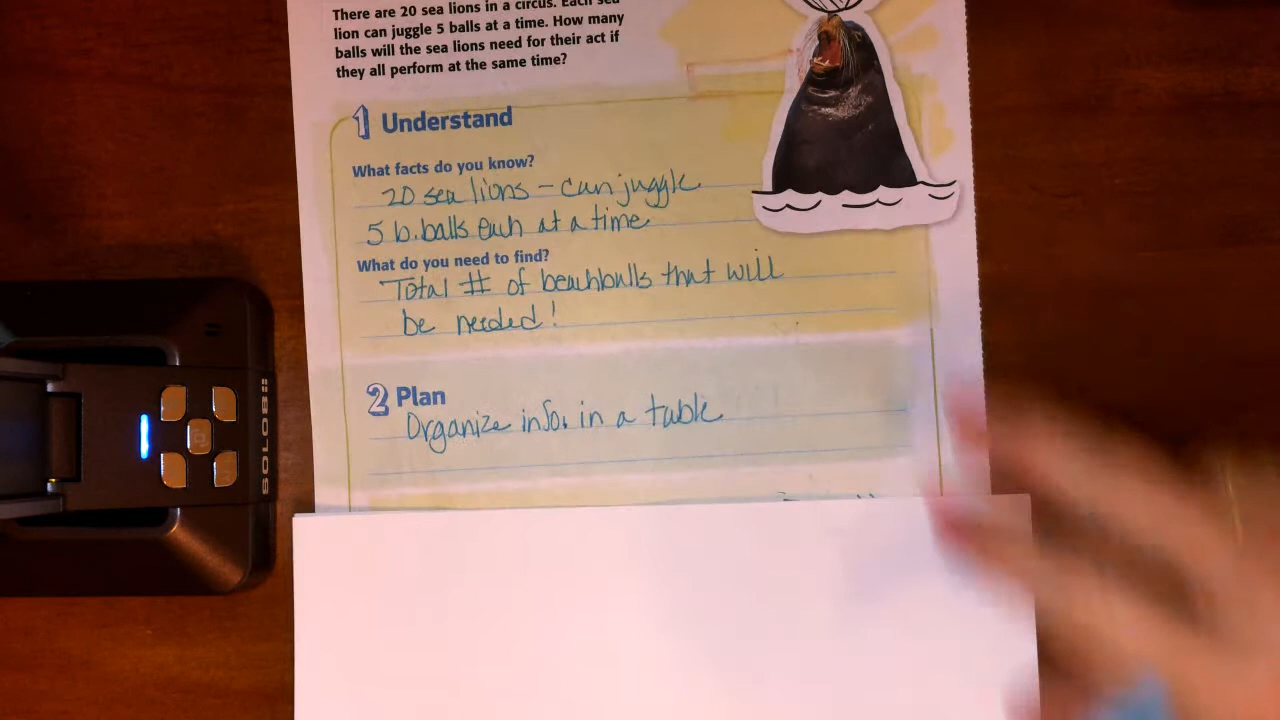 There are 20 sea lions in a circus. Each sea
lion can juggle 5 balls at a time. How many
balls will the sea lions need for their act if
they all perform at the same time?
1 Understand
What facts do you know?
20 sea lions - can juggle
5 b.balls each at a time
What do you need to find?
Total # of beachballs that will
be needed!
2 Plan
Organize info. in a table
SOLO8